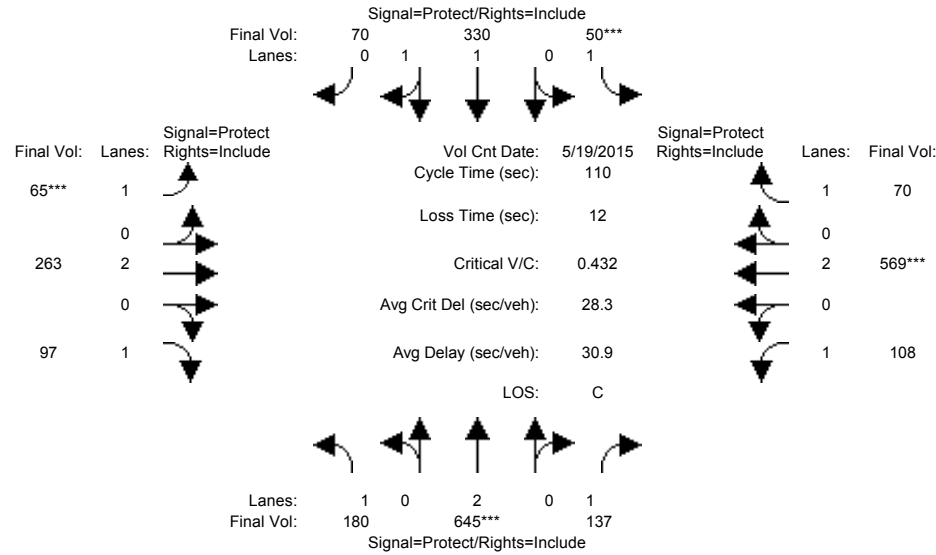 Signal=Protect/Rights=Include
Final Vol: 70 330 50***
Lanes: 0 1 1 0 1
Signal=Protect
Final Vol: Lanes: Rights=Include
Vol Cnt Date: 5/19/2015
Signal=Protect
Rights=Include Lanes: Final Vol:
Cycle Time (sec): 110
65*** 1
1 70
Loss Time (sec): 12
0
0
263 2
Critical V/C: 0.432
2 569***
0
Avg Crit Del (sec/veh): 28.3
0
97 1
Avg Delay (sec/veh): 30.9
1 108
LOS: C
Lanes: 1 0 2 0 1
Final Vol: 180 645*** 137
Signal=Protect/Rights=Include